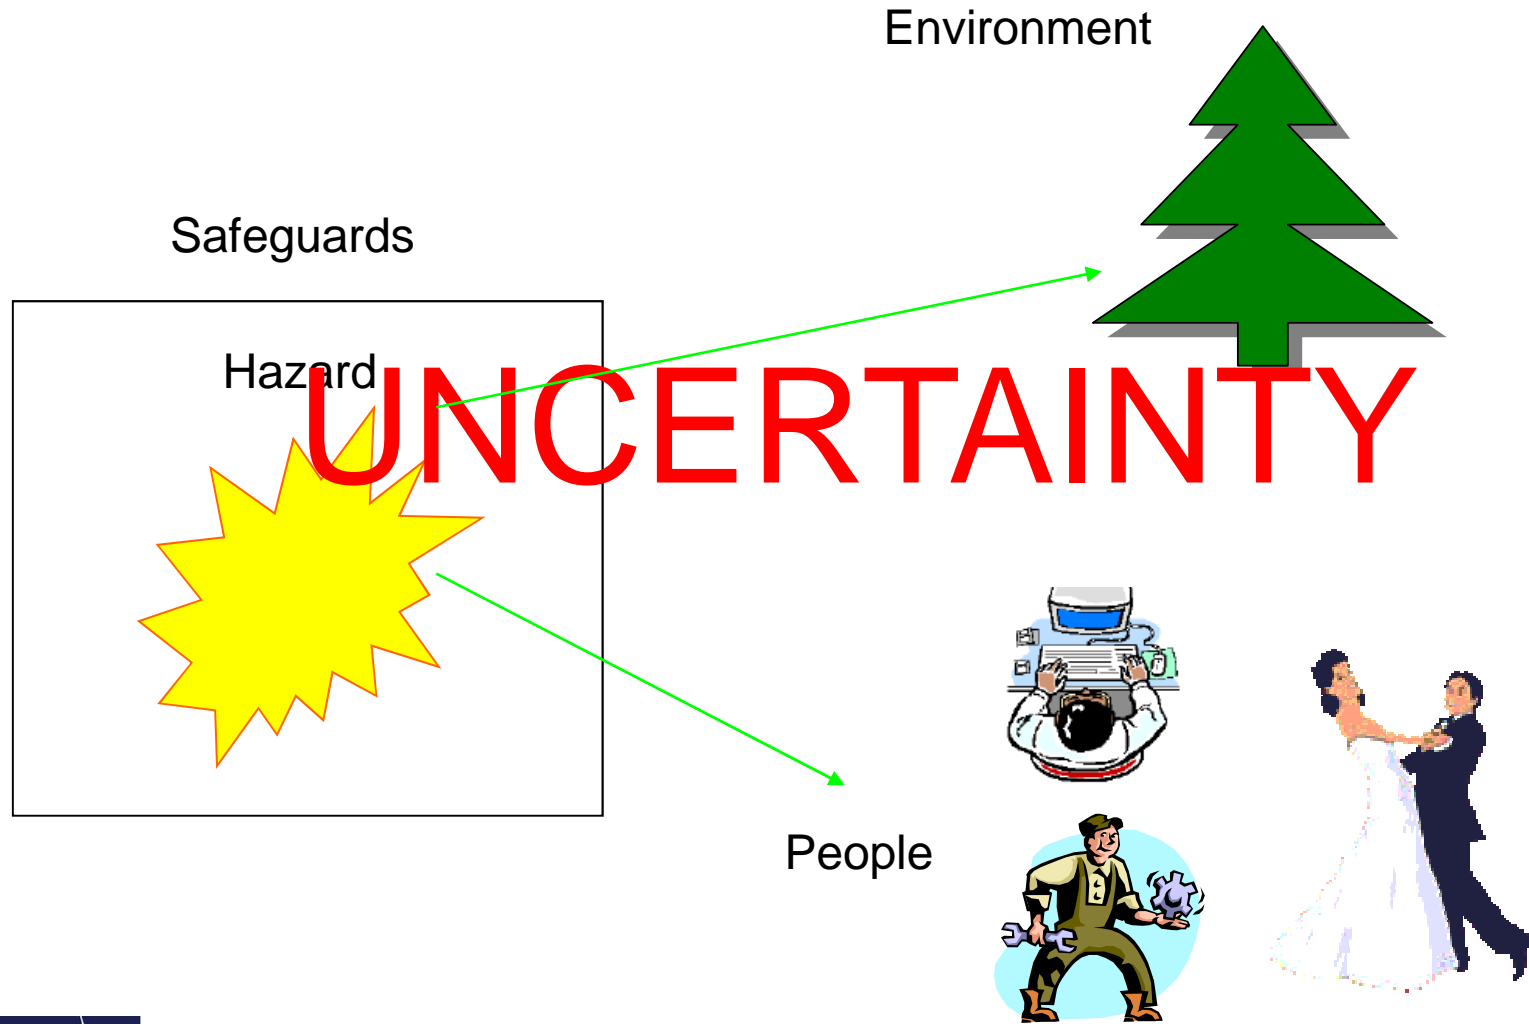 Environment
Safeguards
Hazard
UNCERTAINTY
People